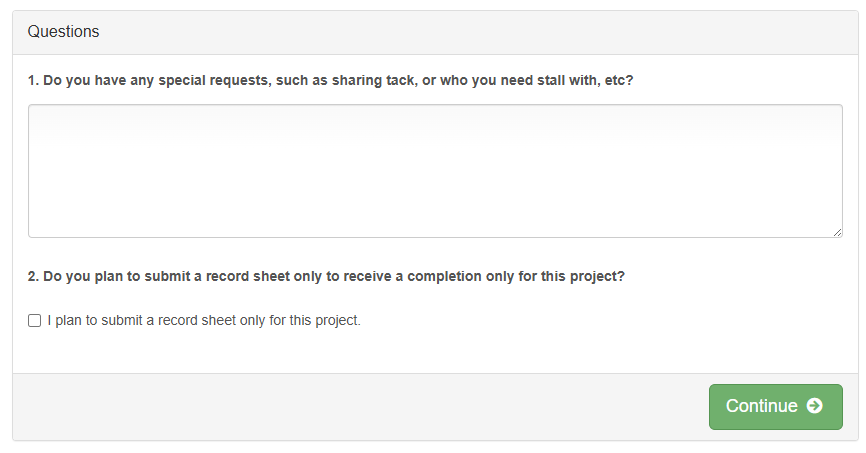 Questions
1. Do you have any special requests, such as sharing tack, or who you need stall with, etc?
2. Do you plan to submit a record sheet only to receive a completion only for this project?
I plan to submit a record sheet only for this project.
Continue